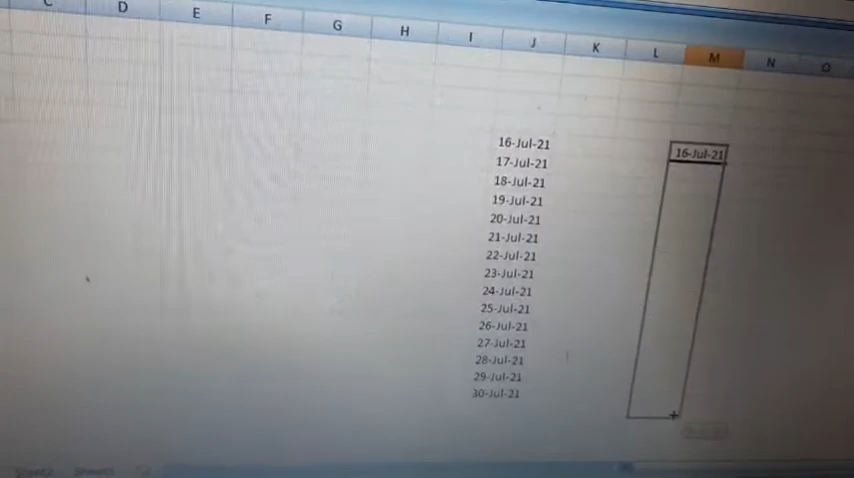 C D E F G H I J K L M N O
16-Jul-21 16-Jul-21
17-Jul-21
18-Jul-21
19-Jul-21
20-Jul-21
21-Jul-21
22-Jul-21
23-Jul-21
24-Jul-21
25-Jul-21
26-Jul-21
27-Jul-21
28-Jul-21
29-Jul-21
30-Jul-21
Sheet2 Sheet3